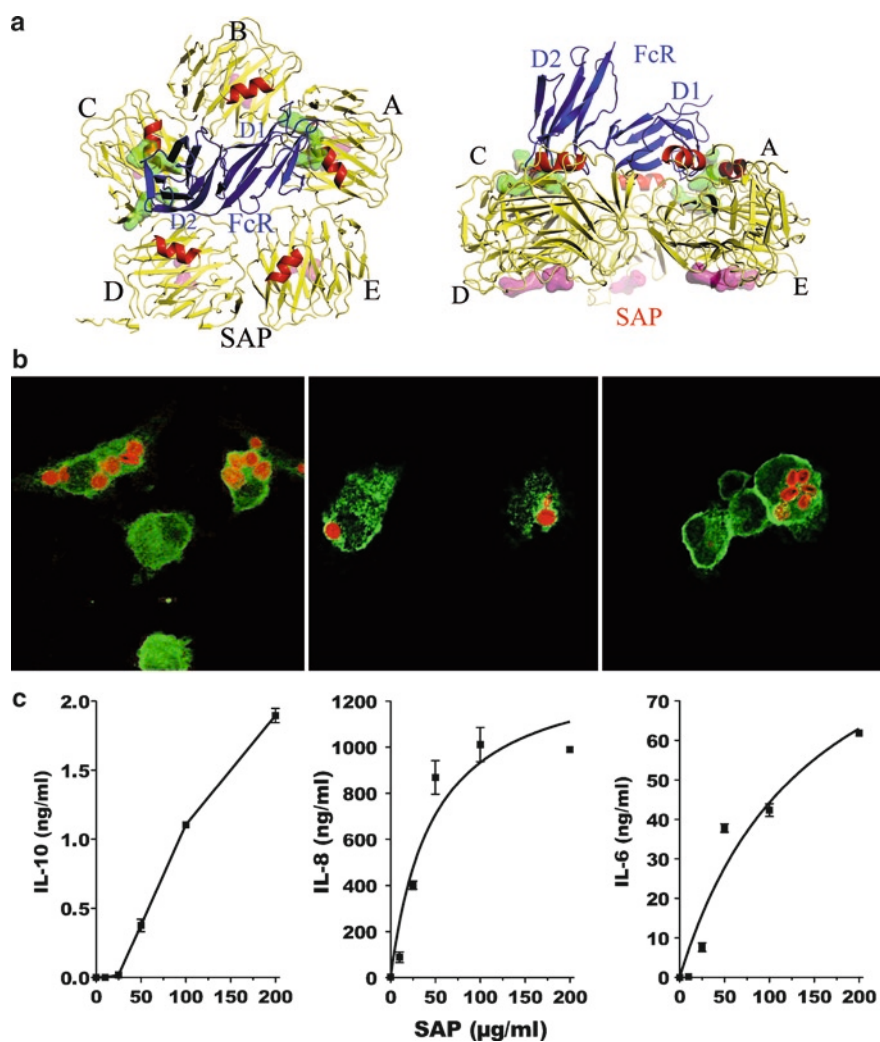 a
B
C
A
D1
D2
FcR
D
E
SAP
D2
FcR
D1
C
A
D
E
SAP
b
c
IL-10 (ng/ml)
2.0
1.5
1.0
0.5
0.0
0 50 100 150 200
IL-8 (ng/ml)
1200
1000
800
600
400
200
0
0 50 100 150 200
IL-6 (ng/ml)
70
60
50
40
30
20
10
0
0 50 100 150 200
SAP (µg/ml)